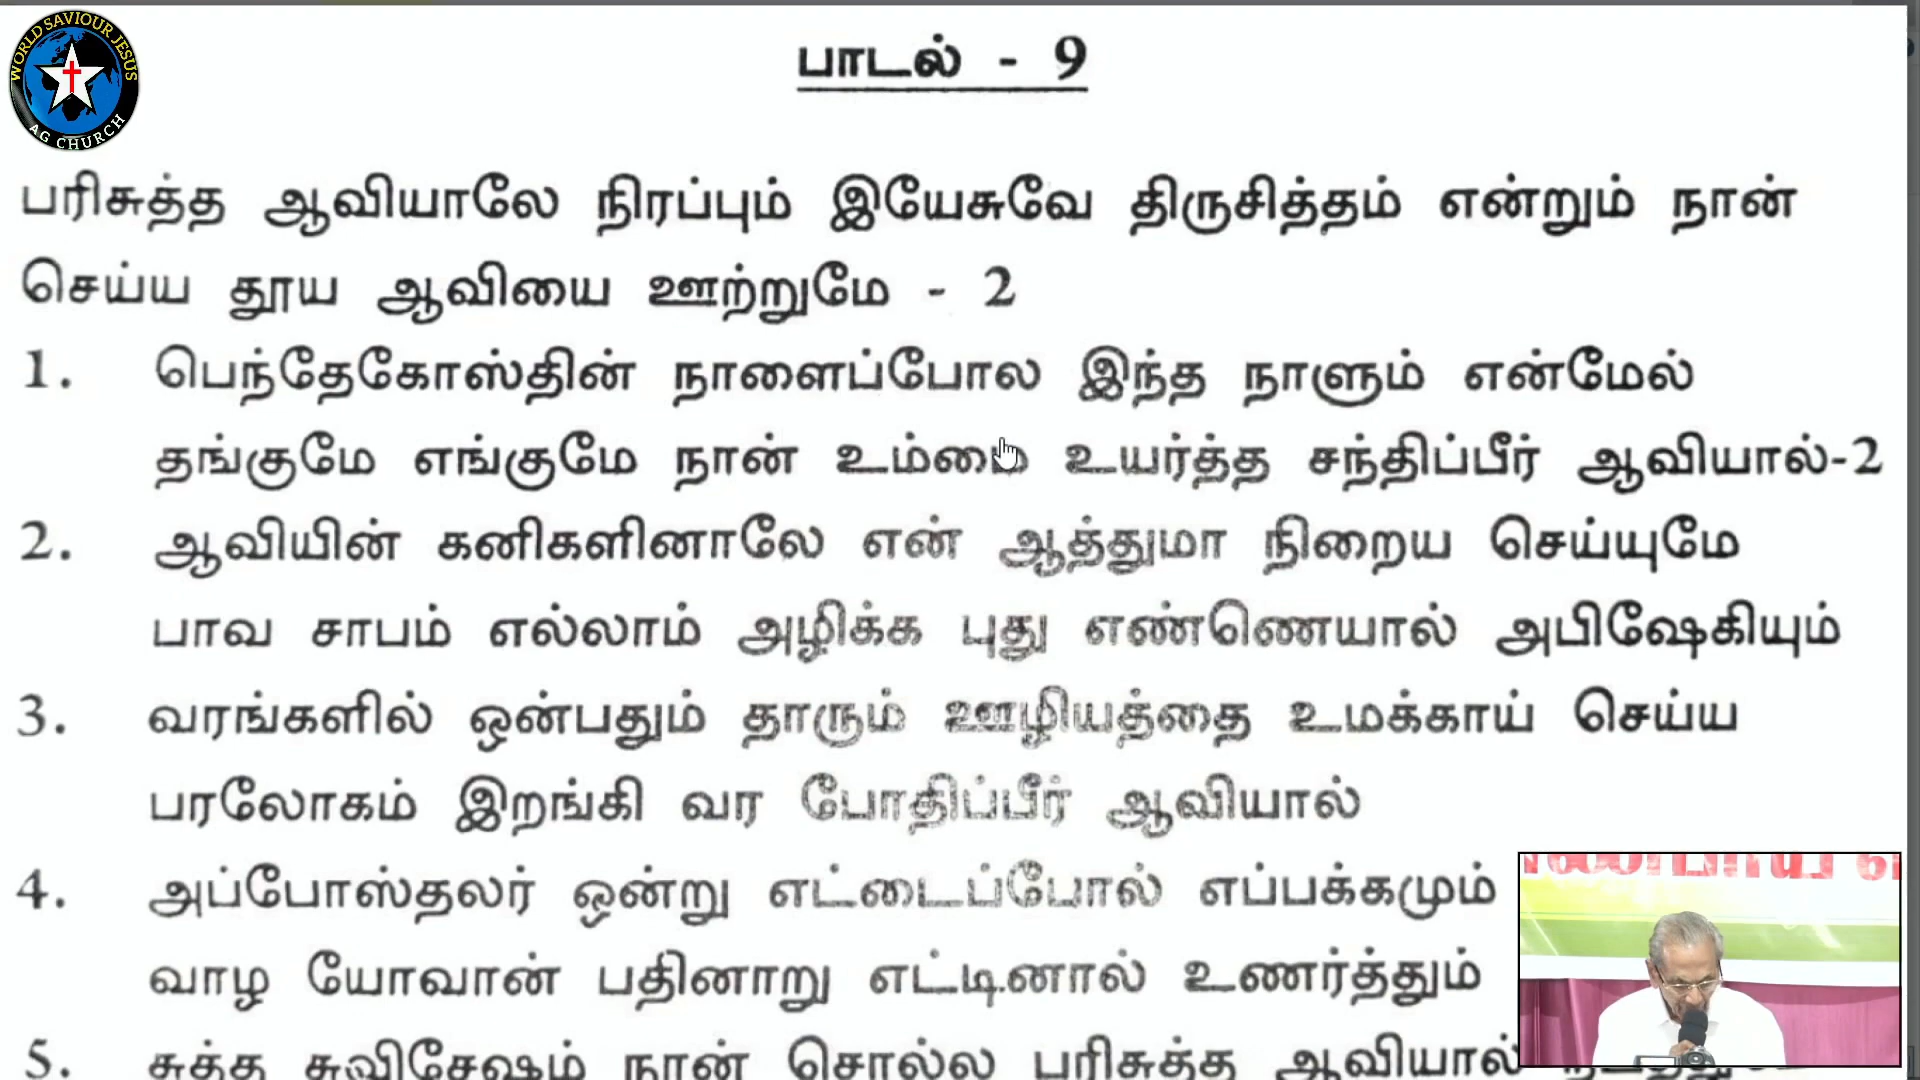 WORLD SAVIOUR JESUS
AG CHURCH
பாடல் - 9
பரிசுத்த ஆவியாலே நிரப்பும் இயேசுவே திருசித்தம் என்றும் நான்
செய்ய தூய ஆவியை ஊற்றுமே - 2
1. பெந்தேகோஸ்தின் நாளைப்போல இந்த நாளும் என்மேல்
தங்குமே எங்குமே நான் உம்மை உயர்த்த சந்திப்பீர் ஆவியால்-2
2. ஆவியின் கனிகளினாலே என் ஆத்துமா நிறைய செய்யுமே
பாவ சாபம் எல்லாம் அழிக்க புது எண்ணெயால் அபிஷேகியும்
3. வரங்களில் ஒன்பதும் தாரும் ஊழியத்தை உமக்காய் செய்ய
பரலோகம் இறங்கி வர போதிப்பீர் ஆவியால்
4. அப்போஸ்தலர் ஒன்று எட்டைப்போல் எப்பக்கமும்
வாழ யோவான் பதினாறு எட்டினால் உணர்த்தும்
5. சுத்த சுவிசேஷம் நான் சொல்ல பரிசுத்த ஆவியால்